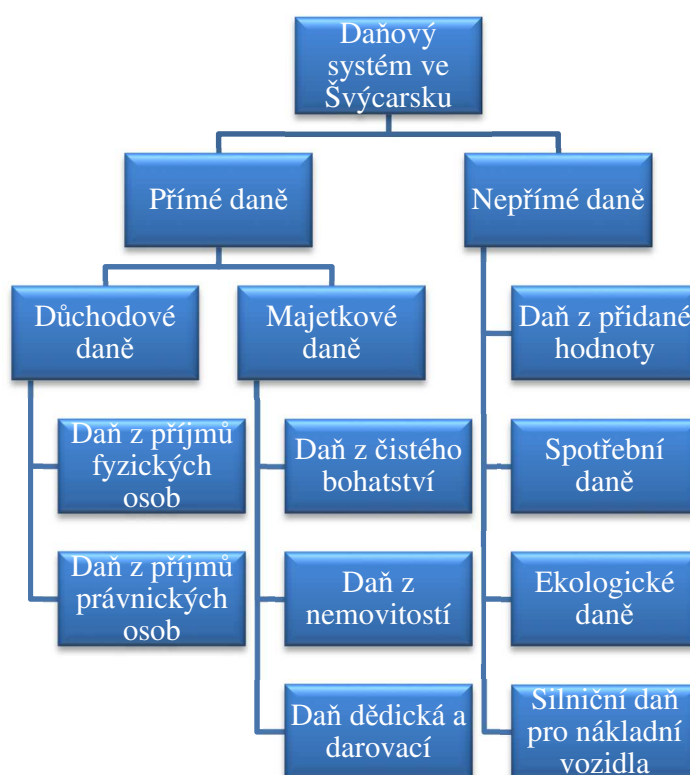 Daňový
systém ve
Švýcarsku
Přímé daně
Nepřímé daně
Důchodové
daně
Majetkové
daně
Daň z přidané
hodnoty
Daň z příjmů
fyzických
osob
Daň z čistého
bohatství
Spotřební
daně
Daň z příjmů
právnických
osob
Daň z
nemovitostí
Ekologické
daně
Daň dědická a
darovací
Silniční daň
pro nákladní
vozidla